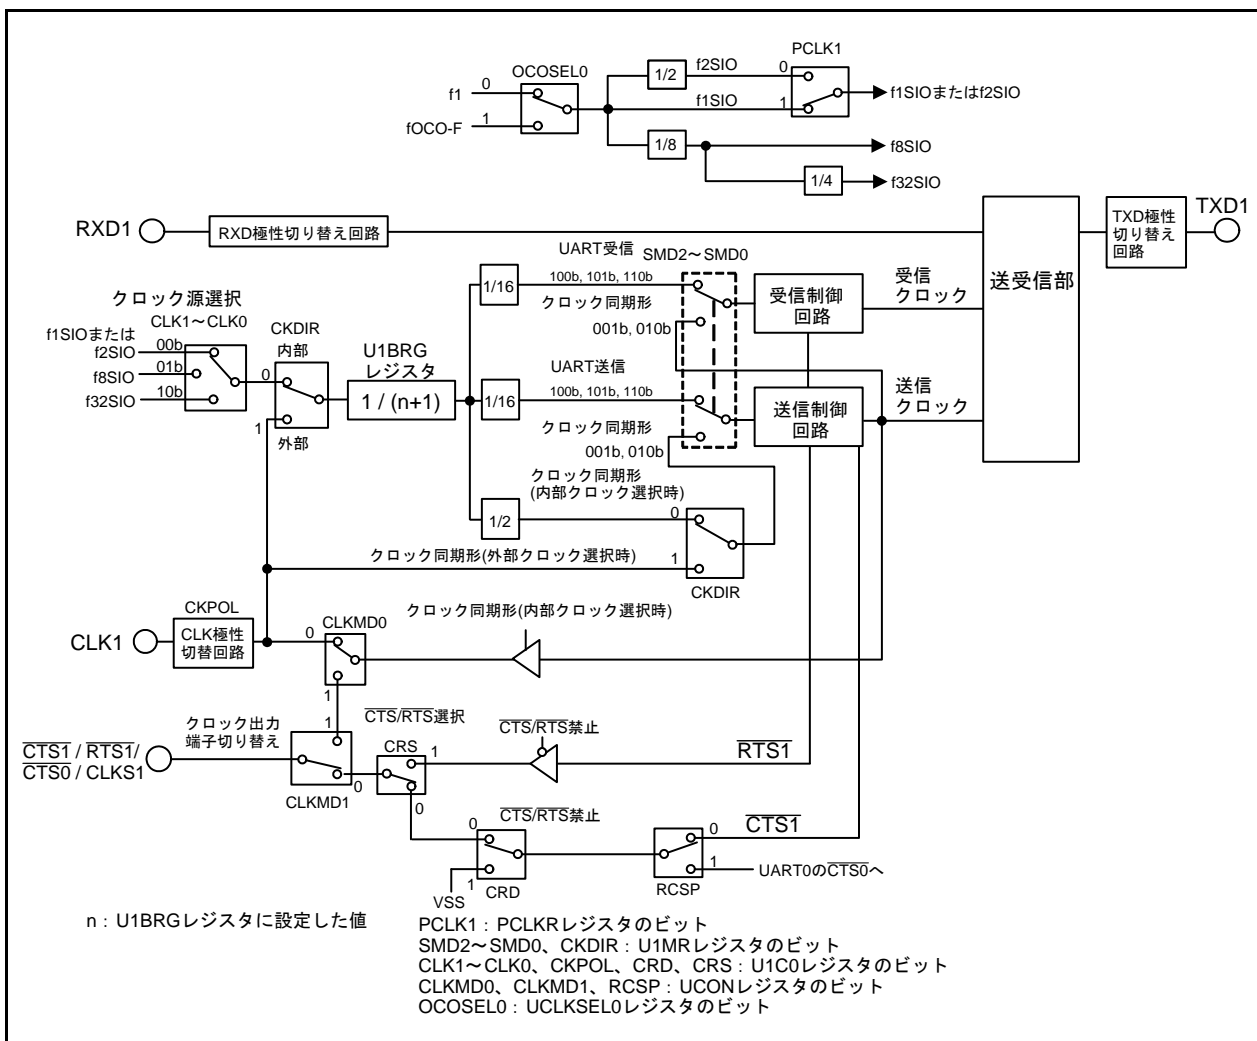 PCLK1
OCOSEL0
f2SIO
0
1/2
0
f1
f1SIO
1
f1SIOまたはf2SIO
1
fOCO-F
1/8
f8SIO
1/4
f32SIO
RXD1
RXD極性切り替え回路
TXD極性
切り替え
回路
TXD1
UART受信
SMD2～SMD0
1/16
100b, 101b, 110b
クロック同期形
001b, 010b
受信制御
回路
受信
クロック
送受信部
クロック源選択
CLK1～CLK0
f1SIOまたは
f2SIO
00b
f8SIO
01b
f32SIO
10b
CKDIR
内部
0
1
外部
U1BRG
レジスタ
1 / (n+1)
UART送信
1/16
100b, 101b, 110b
クロック同期形
001b, 010b
送信制御
回路
送信
クロック
クロック同期形
(内部クロック選択時)
1/2
0
クロック同期形(外部クロック選択時)
1
CKDIR
CKPOL
クロック同期形(内部クロック選択時)
CLK1
CLK極性
切替回路
0
CLKMD0
1
クロック出力
端子切り替え
1
CTS/RTS選択
CTS/RTS禁止
CTS1 / RTS1/
CTS0 / CLKS1
CRS
1
RTS1
0
CLKMD1
0
CTS/RTS禁止
0
0
CTS1
1
1
UART0のCTS0へ
VSS
CRD
RCSP
n：U1BRGレジスタに設定した値
PCLK1：PCLKRレジスタのビット
SMD2～SMD0、CKDIR：U1MRレジスタのビット
CLK1～CLK0、CKPOL、CRD、CRS：U1C0レジスタのビット
CLKMD0、CLKMD1、RCSP：UCONレジスタのビット
OCOSEL0：UCLKSEL0レジスタのビット